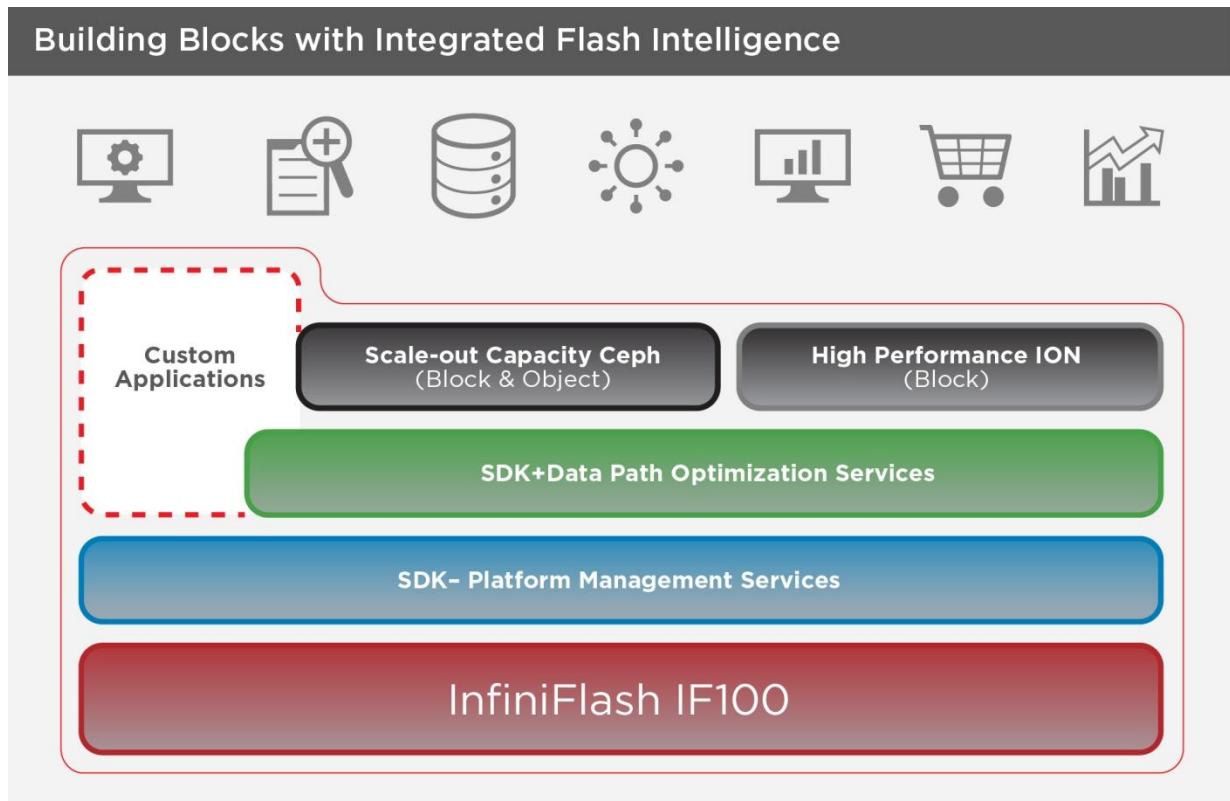 Building Blocks with Integrated Flash Intelligence
Custom
Applications
Scale-out Capacity Ceph
(Block & Object)
High Performance ION
(Block)
SDK+Data Path Optimization Services
SDK– Platform Management Services
InfiniFlash IF100